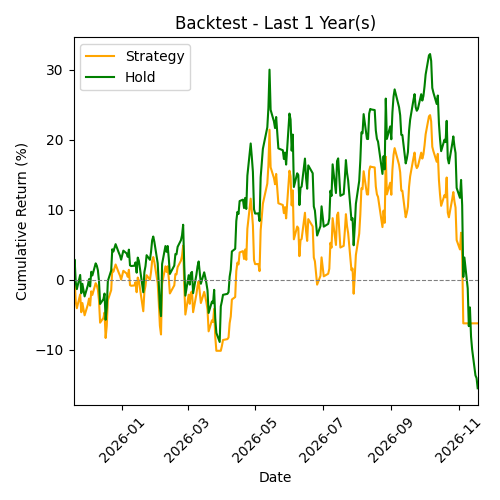 Backtest - Last 1 Year(s)
Strategy
Hold
Cumulative Return (%)
30
20
10
0
−10
2026-01
2026-03
2026-05
2026-07
2026-09
2026-11
Date